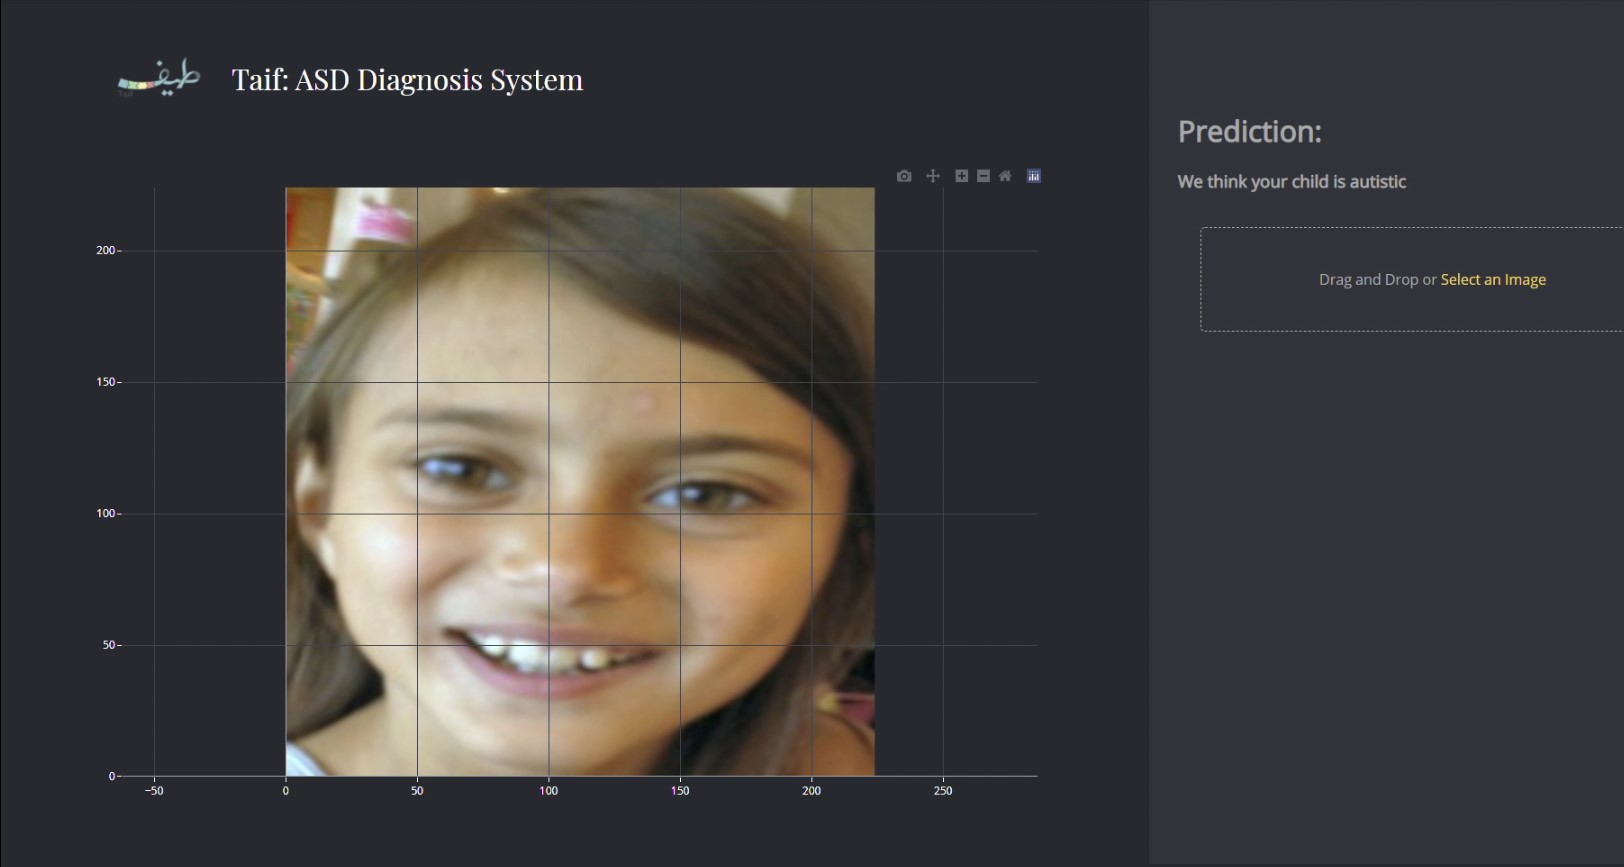 طيف
Taif: ASD Diagnosis System
Prediction:
We think your child is autistic
Drag and Drop or Select an Image
200
150
100
50
0
−50
0
50
100
150
200
250